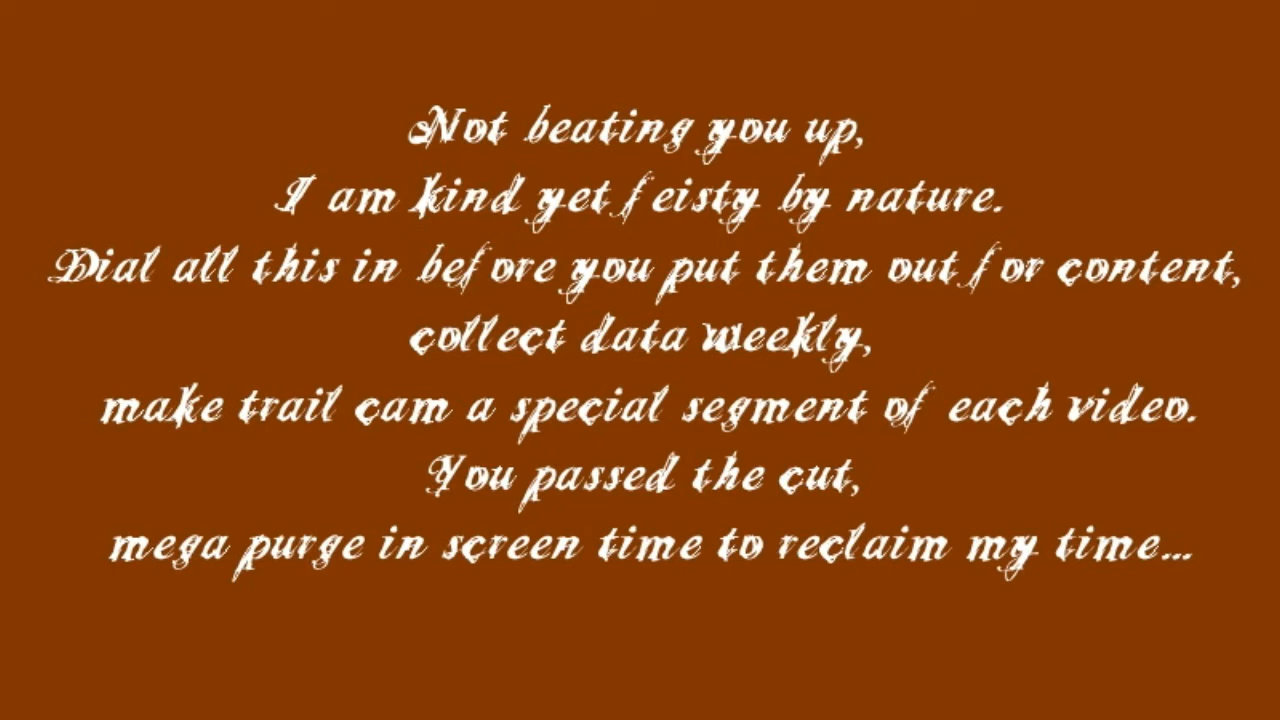 Not beating you up,
I am kind yet feisty by nature.
Dial all this in before you put them out for content,
collect data weekly,
make trail cam a special segment of each video.
You passed the cut,
mega purge in screen time to reclaim my time...